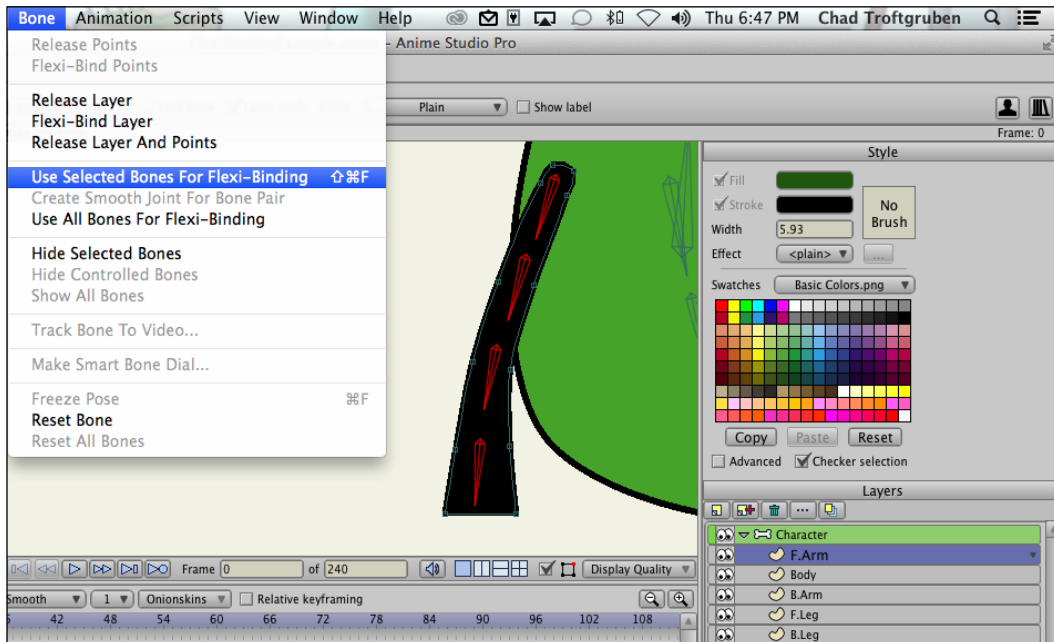 Bone Animation Scripts View Window Help Thu 6:47 PM Chad Troftgruben
- Anime Studio Pro
Release Points
Flexi-Bind Points
Release Layer
Flexi-Bind Layer
Release Layer And Points
Use Selected Bones For Flexi-Binding ⇧⌘F
Create Smooth Joint For Bone Pair
Use All Bones For Flexi-Binding
Hide Selected Bones
Hide Controlled Bones
Show All Bones
Track Bone To Video...
Make Smart Bone Dial...
Freeze Pose ⌘F
Reset Bone
Reset All Bones
Plain Show label
Frame: 0
Style
Fill
Stroke
No
Brush
Width 5.93
Effect <plain> ...
Swatches Basic Colors.png
Copy Paste Reset
Advanced Checker selection
Layers
Character
F.Arm
Body
B.Arm
F.Leg
B.Leg
Frame 0 of 240 Display Quality
Smooth 1 Onionskins Relative keyframing
42 48 54 60 66 72 78 84 90 96 102 108